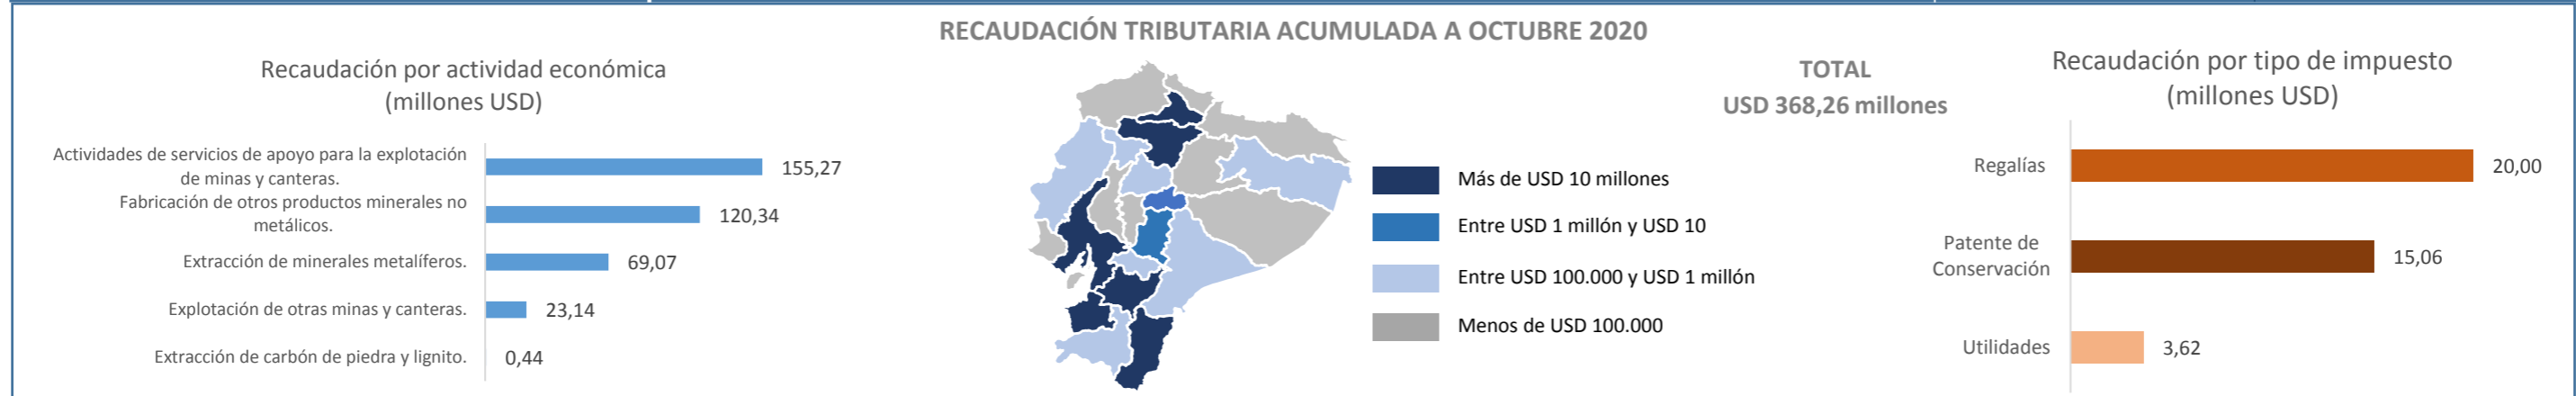 RECAUDACIÓN TRIBUTARIA ACUMULADA A OCTUBRE 2020
Recaudación por actividad económica
(millones USD)
Actividades de servicios de apoyo para la explotación
de minas y canteras.
155,27
Fabricación de otros productos minerales no
metálicos.
120,34
Extracción de minerales metalíferos.
69,07
Explotación de otras minas y canteras.
23,14
Extracción de carbón de piedra y lignito.
0,44
Más de USD 10 millones
Entre USD 1 millón y USD 10
Entre USD 100.000 y USD 1 millón
Menos de USD 100.000
TOTAL
USD 368,26 millones
Recaudación por tipo de impuesto
(millones USD)
Regalías
20,00
Patente de
Conservación
15,06
Utilidades
3,62